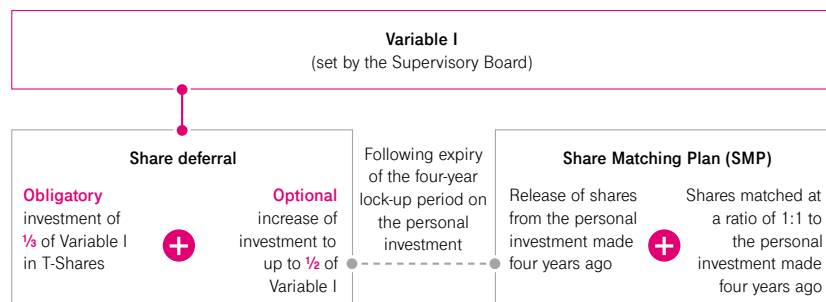 Variable I
(set by the Supervisory Board)
Share deferral
Obligatory
investment of
⅓ of Variable I
in T-Shares
+
Optional
increase of
investment to
up to ½ of
Variable I
Following expiry
of the four-year
lock-up period on
the personal
investment
Share Matching Plan (SMP)
Release of shares
from the personal
investment made
four years ago
+
Shares matched at
a ratio of 1:1 to
the personal
investment made
four years ago